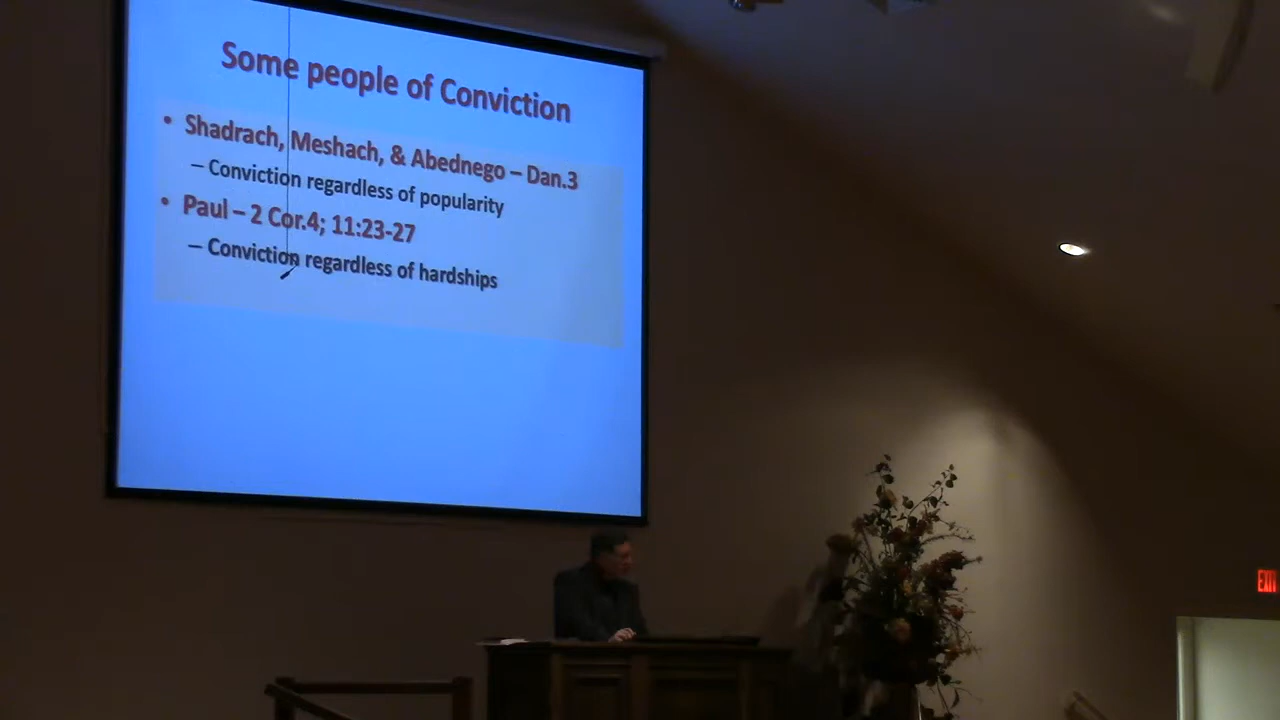 Some people of Conviction
• Shadrach, Meshach, & Abednego – Dan.3
– Conviction regardless of popularity
• Paul – 2 Cor.4; 11:23-27
– Conviction regardless of hardships
EXIT